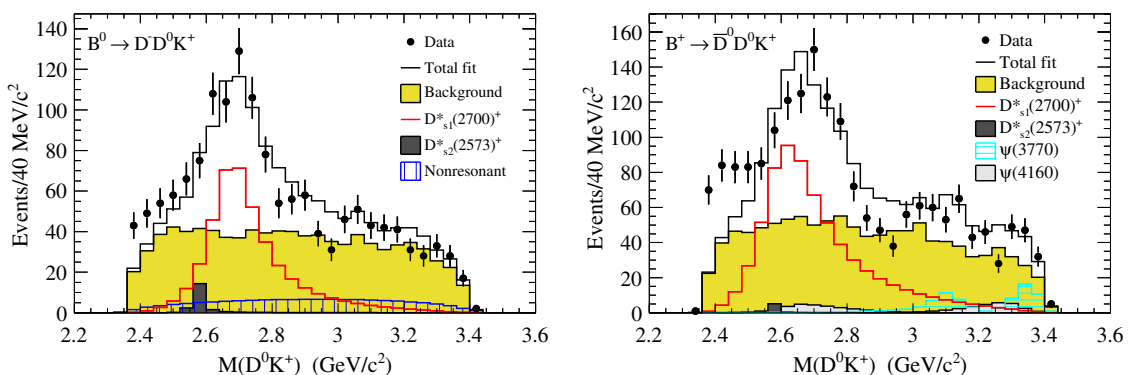 Events/40 MeV/c²
140
120
100
80
60
40
20
0
B⁰ → D⁻D⁰K⁺
Data
Total fit
Background
D*s1(2700)⁺
D*s2(2573)⁺
Nonresonant
2.2 2.4 2.6 2.8 3 3.2 3.4 3.6
M(D⁰K⁺) (GeV/c²)
Events/40 MeV/c²
160
140
120
100
80
60
40
20
0
B⁺ → D̅⁰D⁰K⁺
Data
Total fit
Background
D*s1(2700)⁺
D*s2(2573)⁺
ψ(3770)
ψ(4160)
2.2 2.4 2.6 2.8 3 3.2 3.4 3.6
M(D⁰K⁺) (GeV/c²)